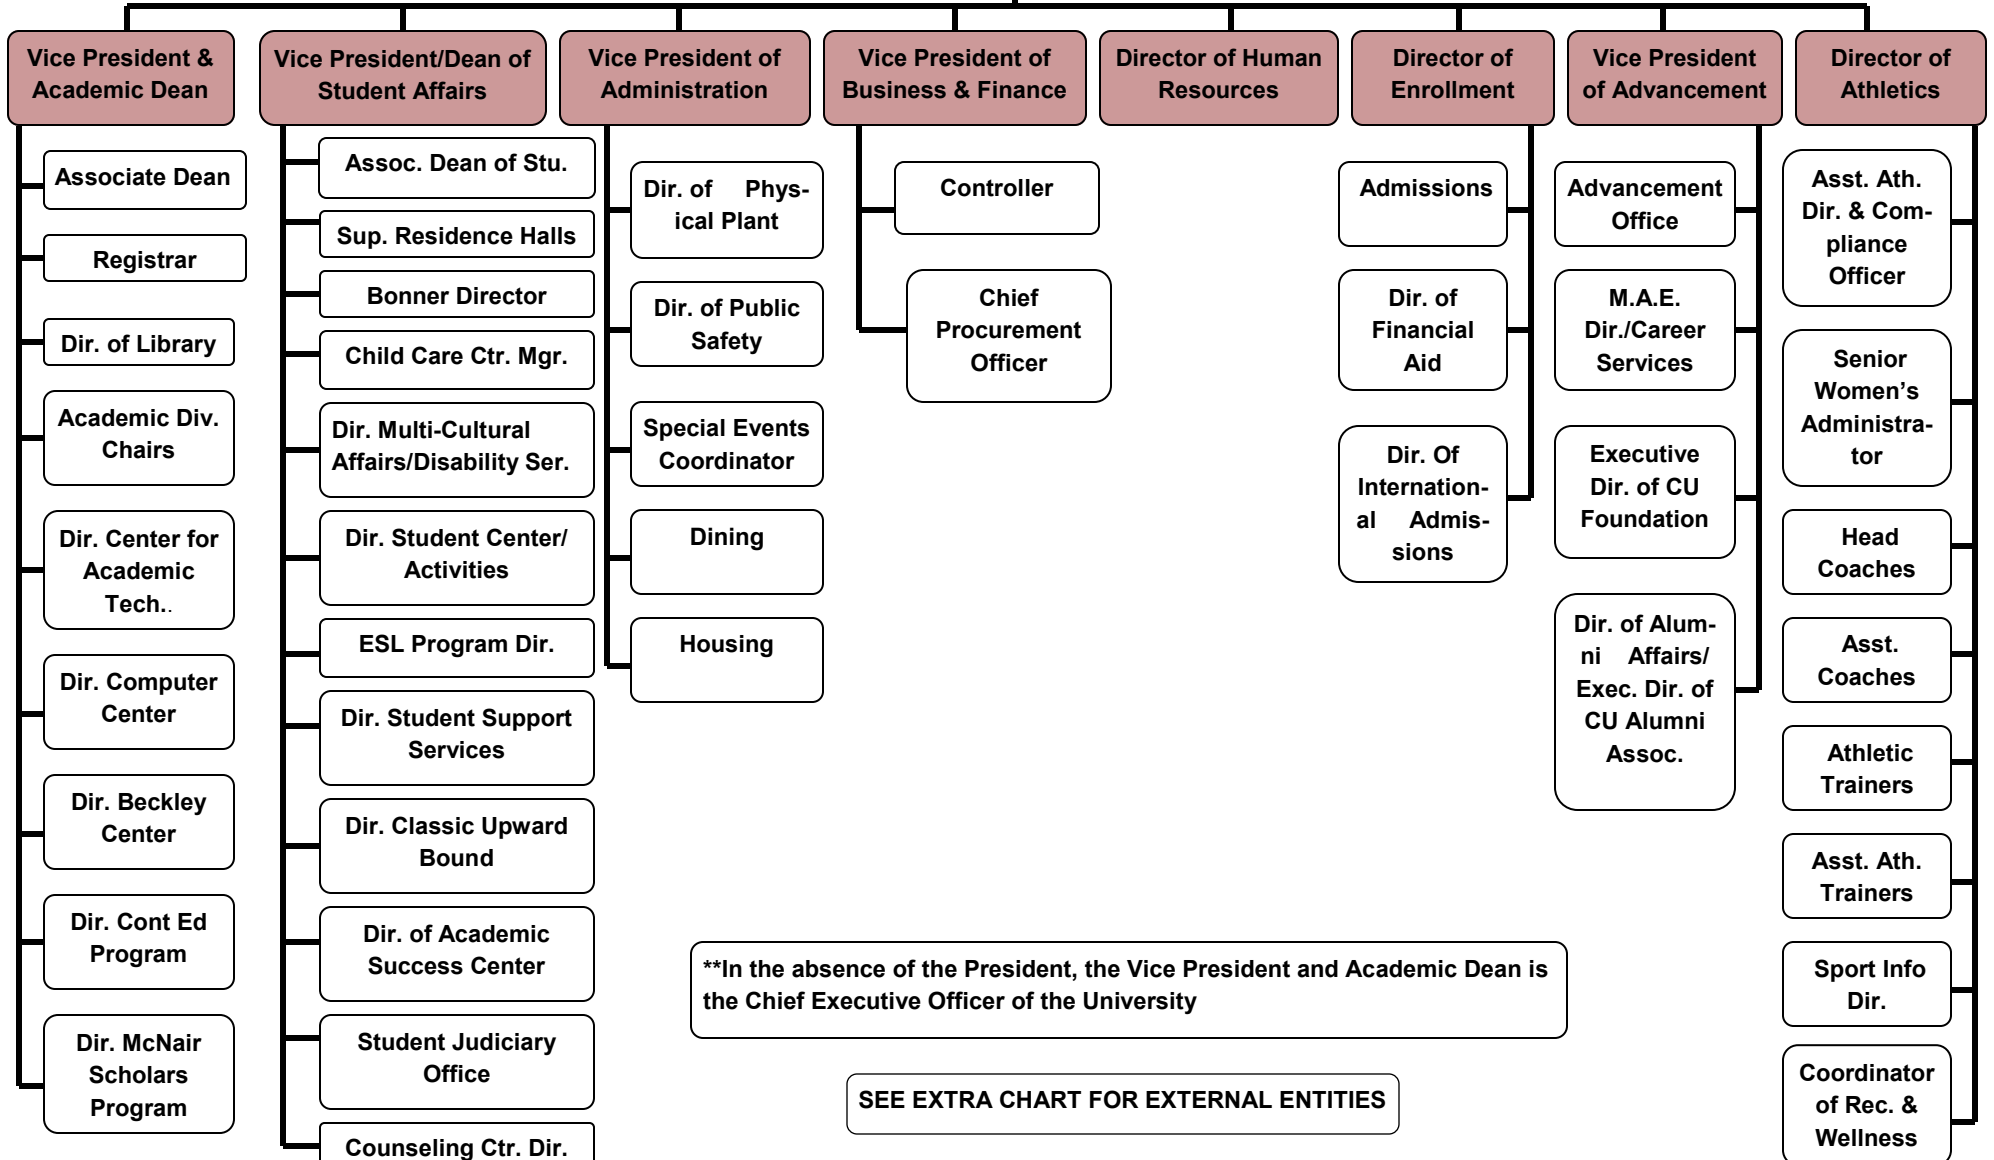 Vice President &
Academic Dean
Associate Dean
Registrar
Dir. of Library
Academic Div.
Chairs
Dir. Center for
Academic
Tech..
Dir. Computer
Center
Dir. Beckley
Center
Dir. Cont Ed
Program
Dir. McNair
Scholars
Program
Vice President/Dean of
Student Affairs
Assoc. Dean of Stu.
Sup. Residence Halls
Bonner Director
Child Care Ctr. Mgr.
Dir. Multi-Cultural
Affairs/Disability Ser.
Dir. Student Center/
Activities
ESL Program Dir.
Dir. Student Support
Services
Dir. Classic Upward
Bound
Dir. of Academic
Success Center
Student Judiciary
Office
Counseling Ctr. Dir.
Vice President of
Administration
Dir. of Phys-
ical Plant
Dir. of Public
Safety
Special Events
Coordinator
Dining
Housing
Vice President of
Business & Finance
Controller
Chief
Procurement
Officer
Director of Human
Resources
Director of
Enrollment
Admissions
Dir. of
Financial
Aid
Dir. Of
Internation-
al Admis-
sions
Vice President
of Advancement
Advancement
Office
M.A.E.
Dir./Career
Services
Executive
Dir. of CU
Foundation
Dir. of Alum-
ni Affairs/
Exec. Dir. of
CU Alumni
Assoc.
Director of
Athletics
Asst. Ath.
Dir. & Com-
pliance
Officer
Senior
Women’s
Administra-
tor
Head
Coaches
Asst.
Coaches
Athletic
Trainers
Asst. Ath.
Trainers
Sport Info
Dir.
Coordinator
of Rec. &
Wellness
**In the absence of the President, the Vice President and Academic Dean is
the Chief Executive Officer of the University
SEE EXTRA CHART FOR EXTERNAL ENTITIES